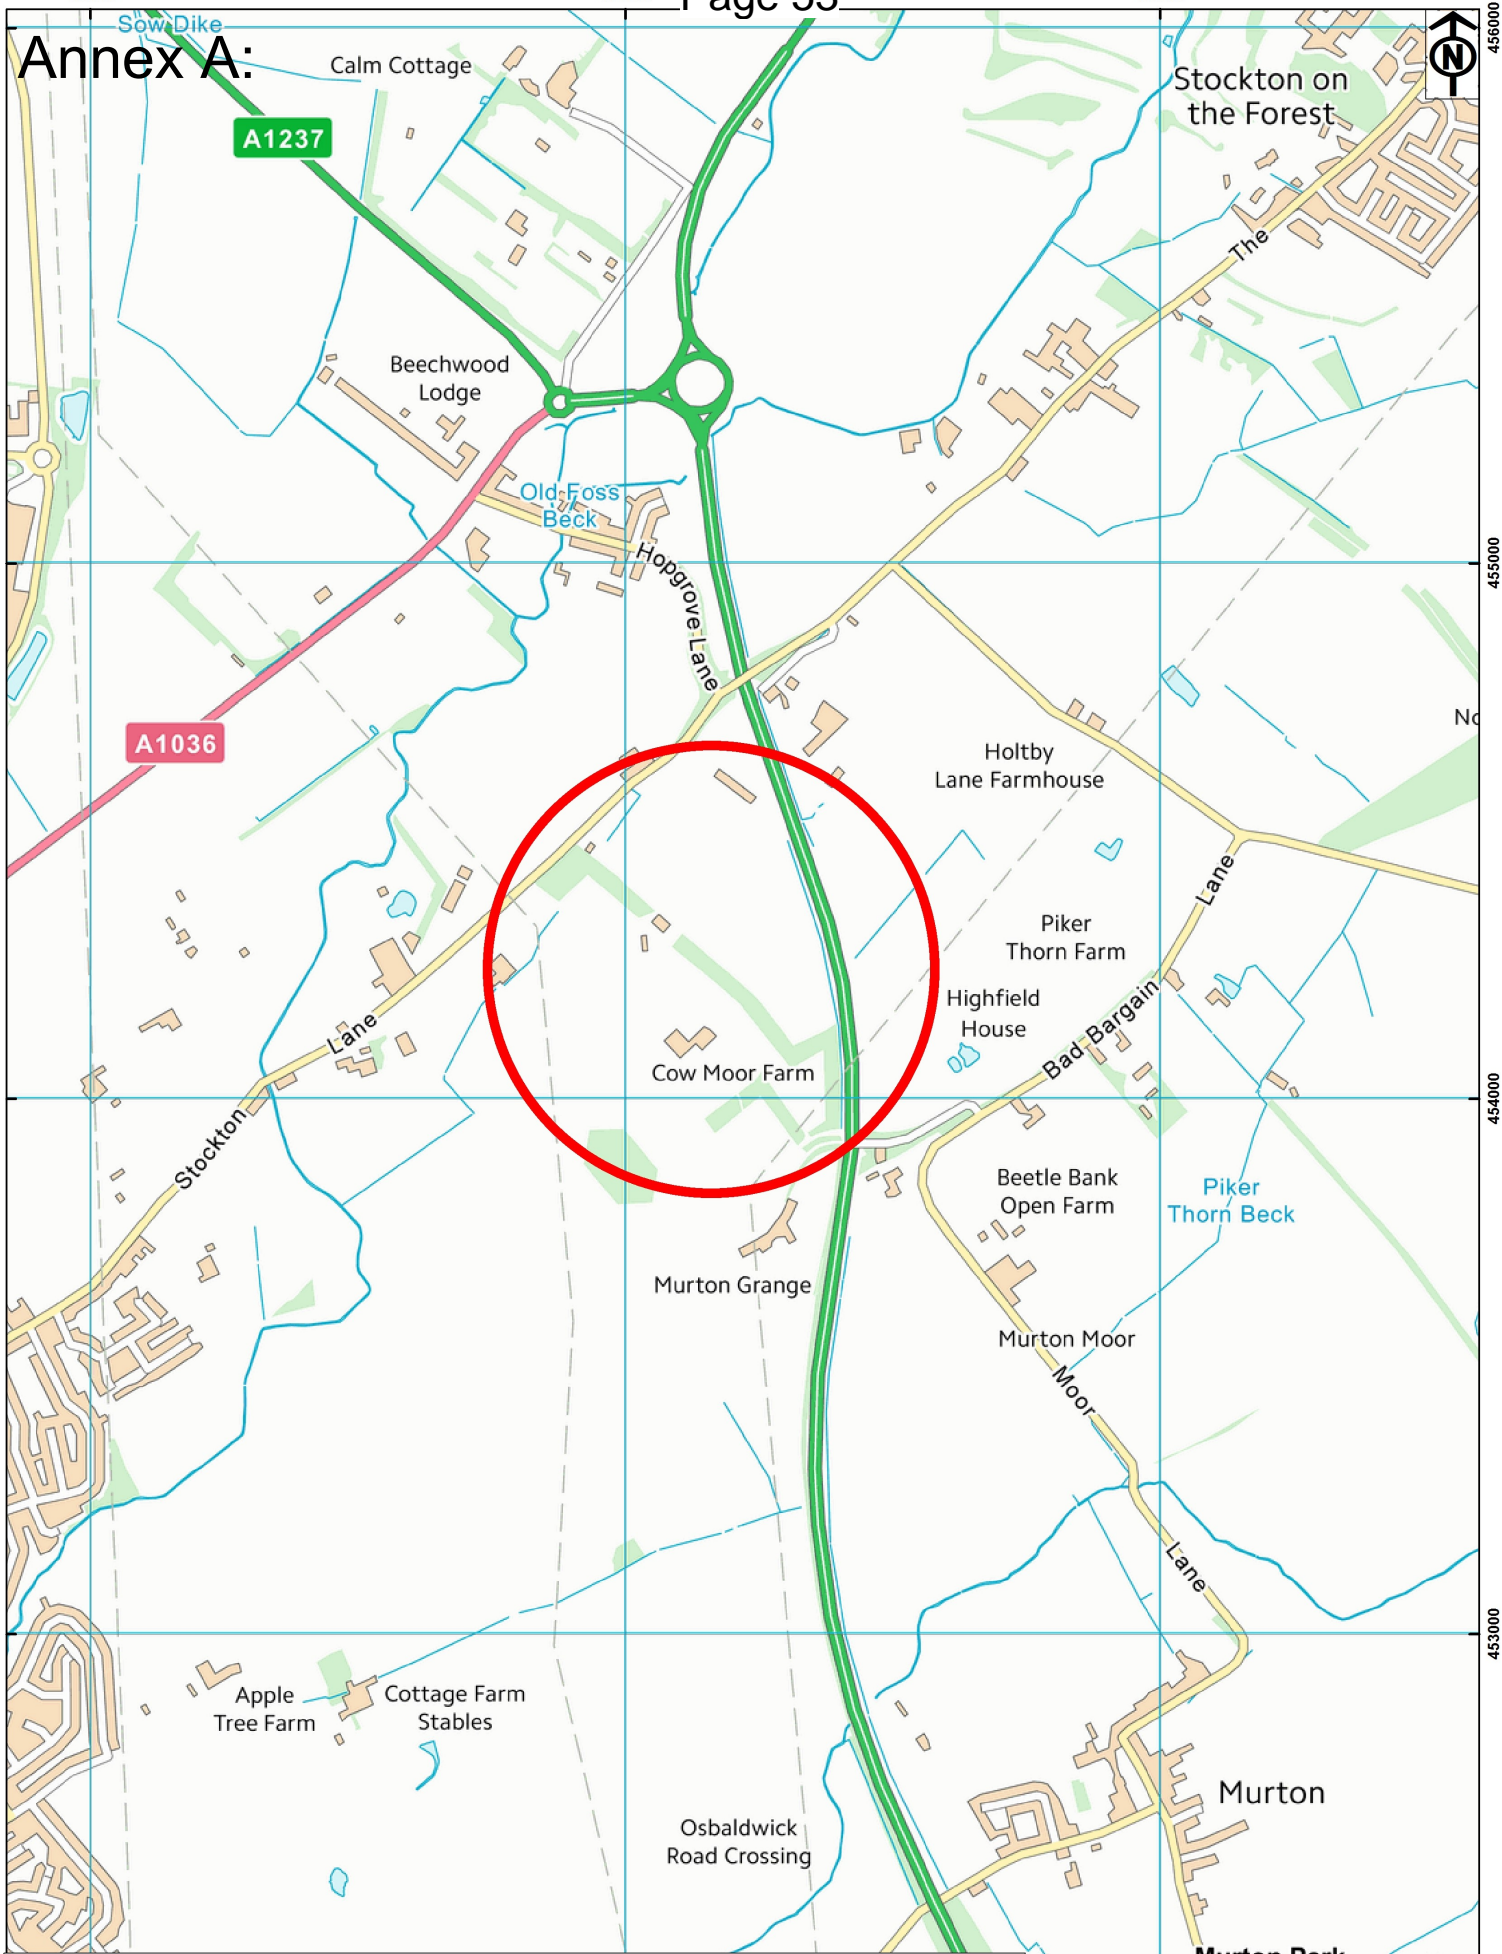 Sow Dike
Annex A:
Calm Cottage
A1237
N
456000
Stockton on
the Forest
The
Beechwood
Lodge
Old Foss
Beck
Hopgrove Lane
455000
A1036
Holtby
Lane Farmhouse
Lane
Piker
Thorn Farm
Highfield
House
Bad Bargain
Lane
Cow Moor Farm
454000
Stockton
Beetle Bank
Open Farm
Piker
Thorn Beck
Murton Grange
Murton Moor
Moor
Lane
453000
Apple
Tree Farm
Cottage Farm
Stables
Murton
Osbaldwick
Road Crossing